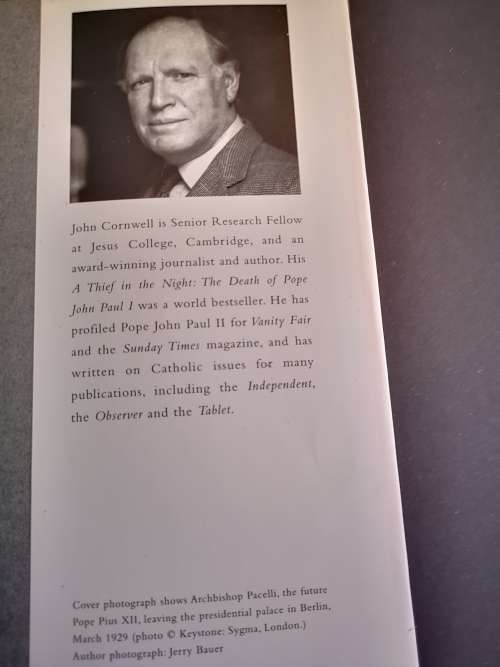 John Cornwell is Senior Research Fellow
at Jesus College, Cambridge, and an
award-winning journalist and author. His
A Thief in the Night: The Death of Pope
John Paul I was a world bestseller. He has
profiled Pope John Paul II for Vanity Fair
and the Sunday Times magazine, and has
written on Catholic issues for many
publications, including the Independent,
the Observer and the Tablet.
Cover photograph shows Archbishop Pacelli, the future
Pope Pius XII, leaving the presidential palace in Berlin,
March 1929 (photo © Keystone: Sygma, London.)
Author photograph: Jerry Bauer